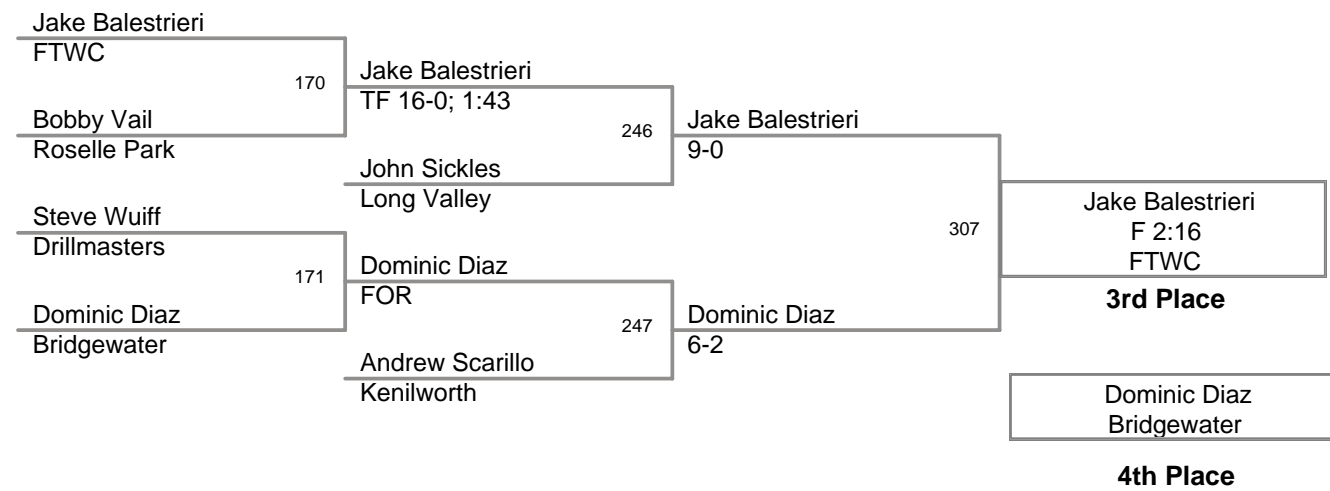 Jake Balestrieri
FTWC
170
Bobby Vail
Roselle Park
Steve Wuiff
Drillmasters
171
Dominic Diaz
Bridgewater
Jake Balestrieri
TF 16-0; 1:43
246
John Sickles
Long Valley
Dominic Diaz
FOR
247
Andrew Scarillo
Kenilworth
Jake Balestrieri
9-0
307
Dominic Diaz
6-2
Jake Balestrieri
F 2:16
FTWC
3rd Place
Dominic Diaz
Bridgewater
4th Place